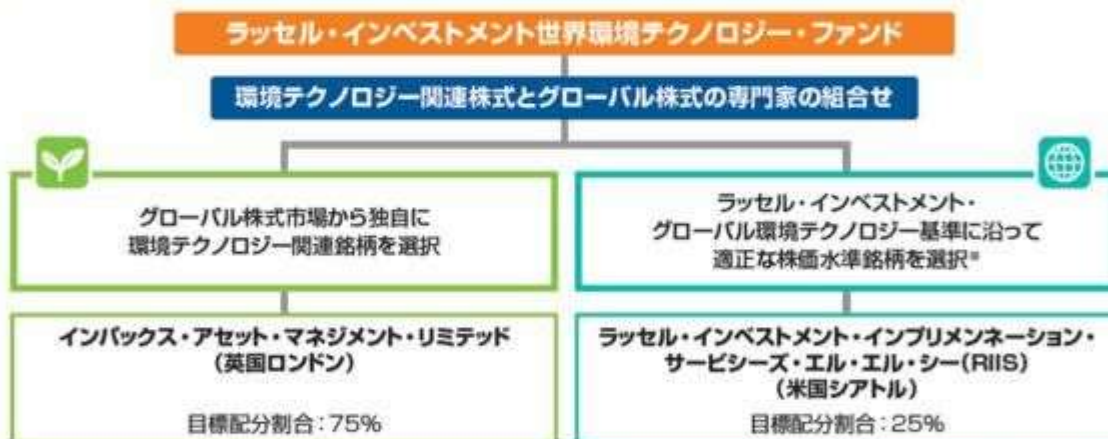 ラッセル・インベストメント世界環境テクノロジー・ファンド
環境テクノロジー関連株式とグローバル株式の専門家の組合せ
グローバル株式市場から独自に
環境テクノロジー関連銘柄を選択
ラッセル・インベストメント・
グローバル環境テクノロジー基準に沿って
適正な株価水準銘柄を選択※
インパックス・アセット・マネジメント・リミテッド
(英国ロンドン)
目標配分割合:75%
ラッセル・インベストメント・インプリメンネーション・
サービシーズ・エル・エル・シー(RIIS)
(米国シアトル)
目標配分割合:25%